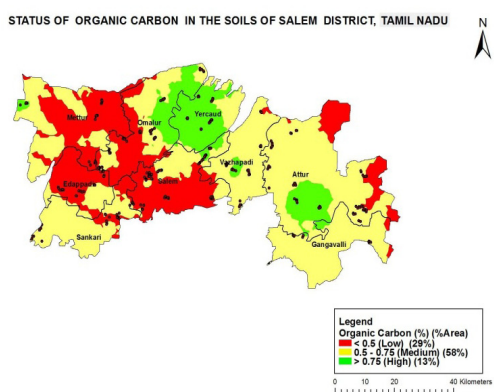 STATUS OF ORGANIC CARBON IN THE SOILS OF SALEM DISTRICT, TAMIL NADU
N
Mettur
Omalur
Yercaud
Vachapadi
Edappadi
Salem
Attur
Sankari
Gangavalli
Legend
Organic Carbon (%) (%Area)
< 0.5 (Low) (29%)
0.5 - 0.75 (Medium) (58%)
> 0.75 (High) (13%)
0 10 20 40 Kilometers